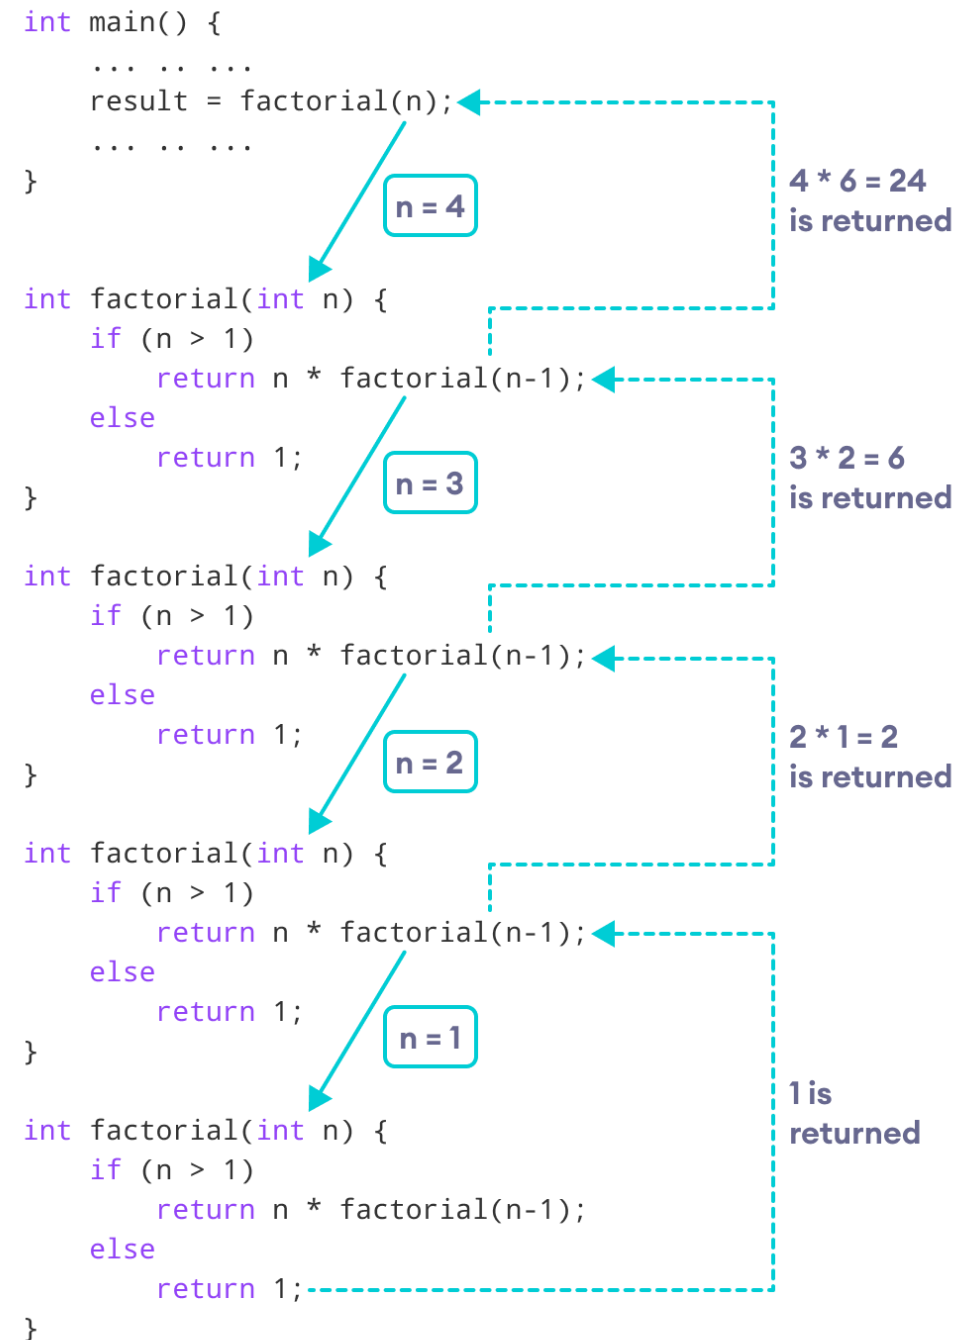 int main() {
    ... .. ...
    result = factorial(n);
    ... .. ...
}
4 * 6 = 24
is returned
n = 4
int factorial(int n) {
    if (n > 1)
        return n * factorial(n-1);
    else
        return 1;
}
3 * 2 = 6
is returned
n = 3
int factorial(int n) {
    if (n > 1)
        return n * factorial(n-1);
    else
        return 1;
}
2 * 1 = 2
is returned
n = 2
int factorial(int n) {
    if (n > 1)
        return n * factorial(n-1);
    else
        return 1;
}
n = 1
1 is
returned
int factorial(int n) {
    if (n > 1)
        return n * factorial(n-1);
    else
        return 1;
}